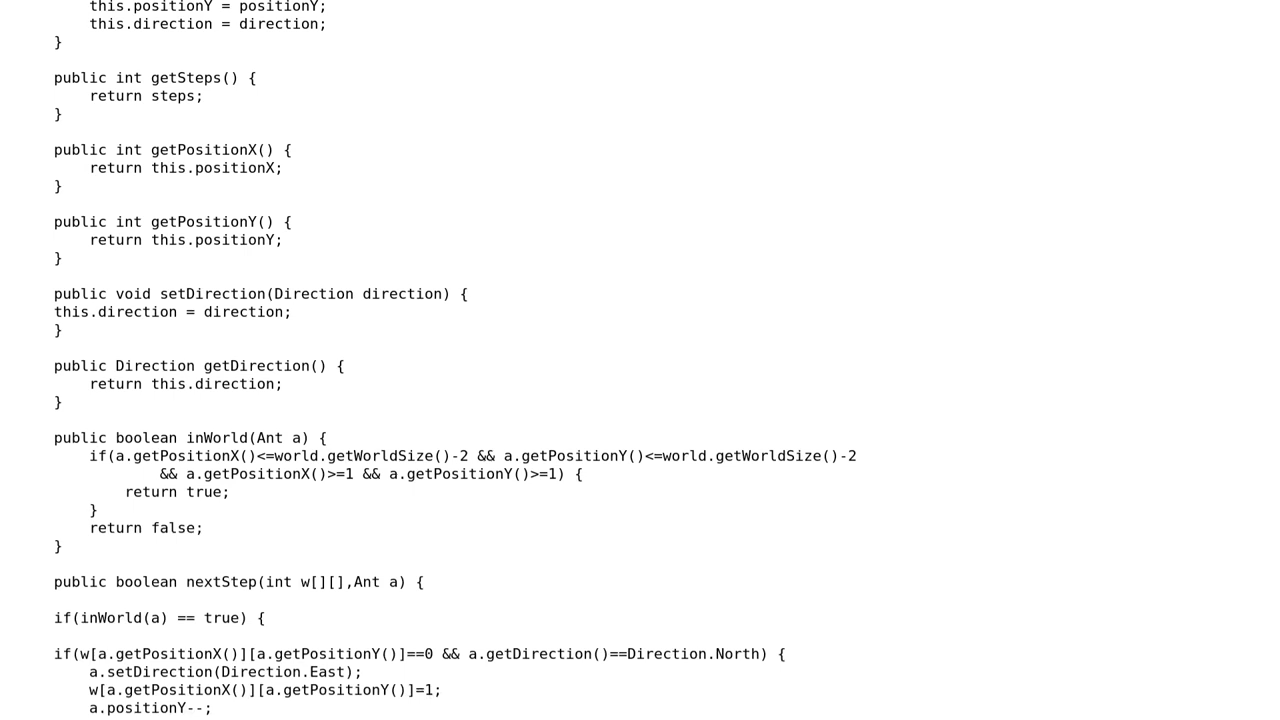 this.positionY = positionY;
this.direction = direction;
}
public int getSteps() {
return steps;
}
public int getPositionX() {
return this.positionX;
}
public int getPositionY() {
return this.positionY;
}
public void setDirection(Direction direction) {
this.direction = direction;
}
public Direction getDirection() {
return this.direction;
}
public boolean inWorld(Ant a) {
if(a.getPositionX()<=world.getWorldSize()-2 && a.getPositionY()<=world.getWorldSize()-2
&& a.getPositionX()>=1 && a.getPositionY()>=1) {
return true;
}
return false;
}
public boolean nextStep(int w[][],Ant a) {
if(inWorld(a) == true) {
if(w[a.getPositionX()][a.getPositionY()]==0 && a.getDirection()==Direction.North) {
a.setDirection(Direction.East);
w[a.getPositionX()][a.getPositionY()]=1;
a.positionY--;